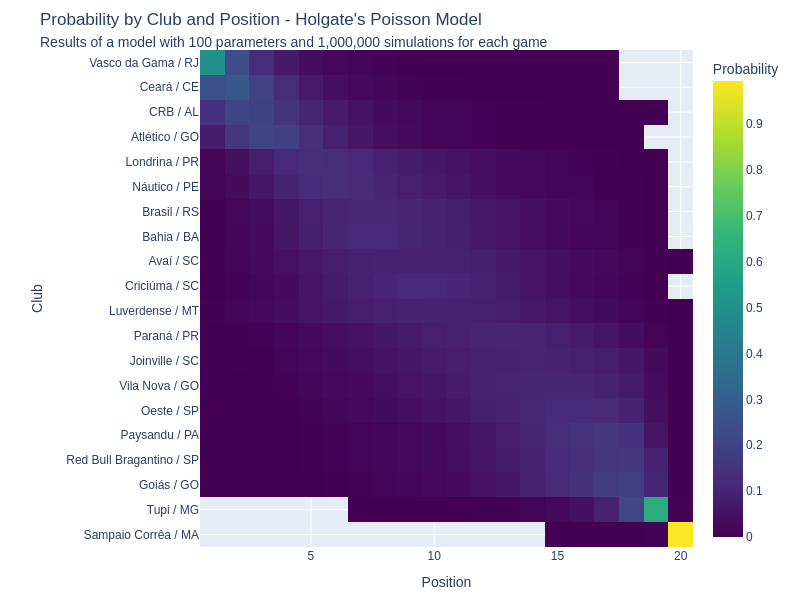 Probability by Club and Position - Holgate's Poisson Model
Results of a model with 100 parameters and 1,000,000 simulations for each game
Probability
Club
Vasco da Gama / RJ
Ceará / CE
CRB / AL
Atlético / GO
Londrina / PR
Náutico / PE
Brasil / RS
Bahia / BA
Avaí / SC
Criciúma / SC
Luverdense / MT
Paraná / PR
Joinville / SC
Vila Nova / GO
Oeste / SP
Paysandu / PA
Red Bull Bragantino / SP
Goiás / GO
Tupi / MG
Sampaio Corrêa / MA
0.9
0.8
0.7
0.6
0.5
0.4
0.3
0.2
0.1
0
5
10
15
20
Position